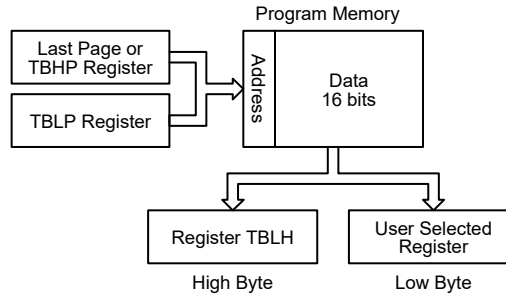 Program Memory
Last Page or
TBHP Register
TBLP Register
Address
Data
16 bits
Register TBLH
User Selected
Register
High Byte
Low Byte